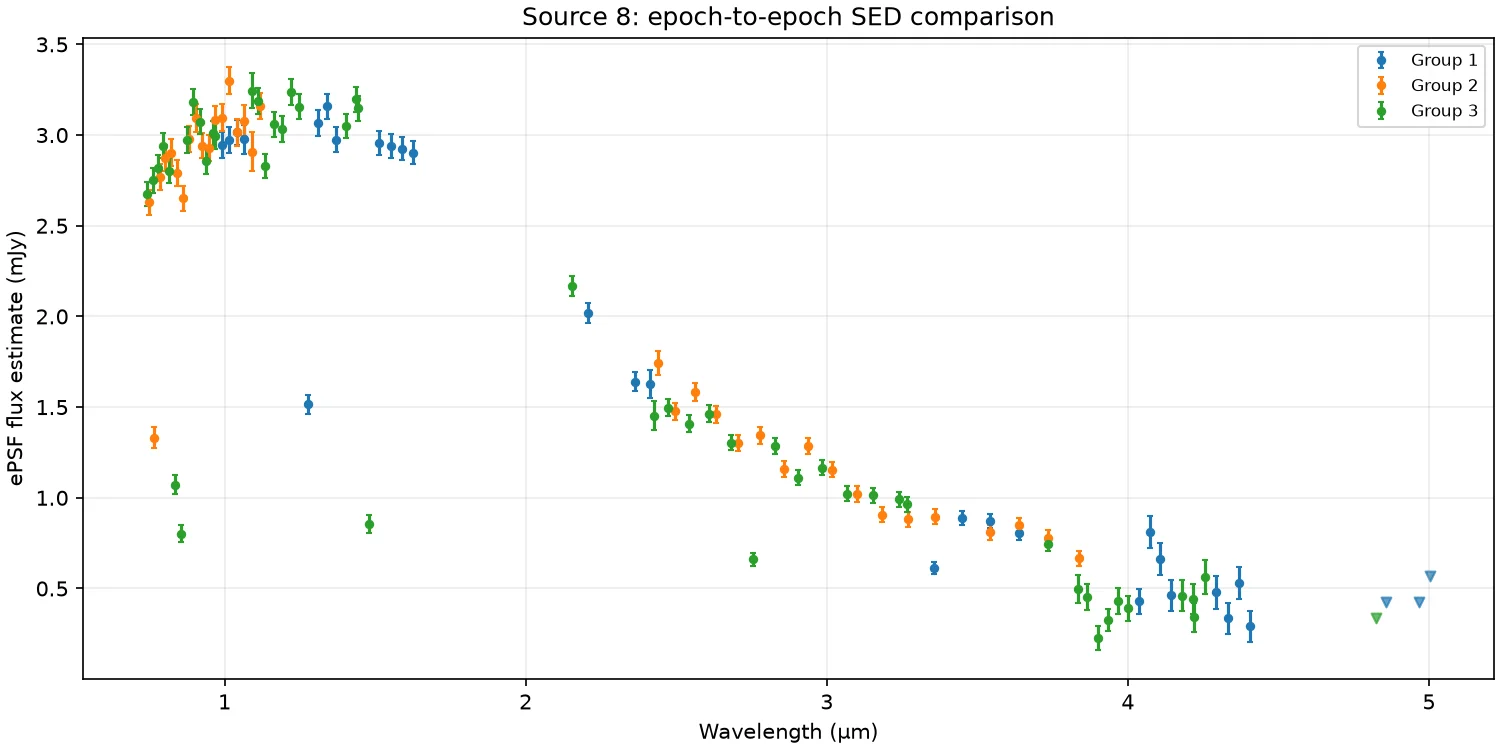 Source 8: epoch-to-epoch SED comparison
ePSF flux estimate (mJy)
3.5
3.0
2.5
2.0
1.5
1.0
0.5
Group 1
Group 2
Group 3
1 2 3 4 5
Wavelength (μm)